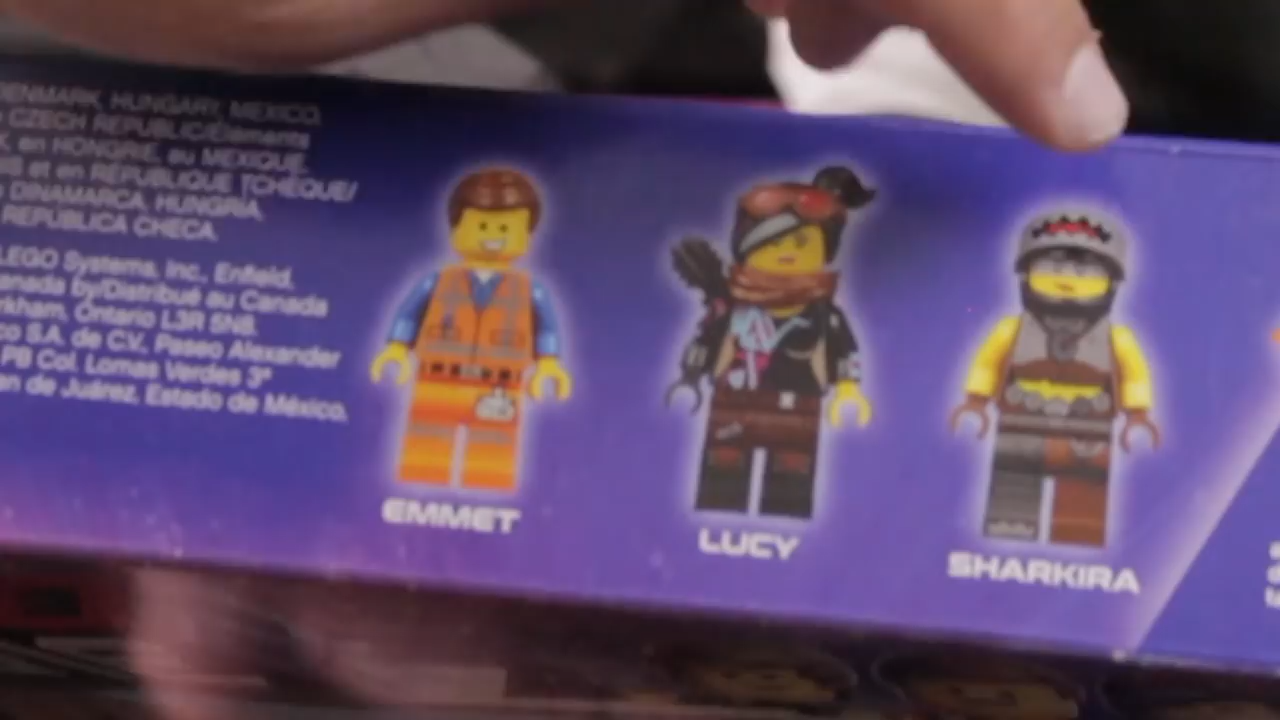 DENMARK, HUNGARY, MEXICO,
CZECH REPUBLIC/Éléments
en HONGRIE, au MEXIQUE,
et en RÉPUBLIQUE TCHÈQUE/
DINAMARCA, HUNGRÍA,
REPÚBLICA CHECA.
LEGO Systems, Inc., Enfield,
Canada by/Distribué au Canada
Ontario L3R 5N8.
S.A. de C.V., Paseo Alexander
PB Col. Lomas Verdes 3ª
de Juárez, Estado de México.
EMMET
LUCY
SHARKIRA